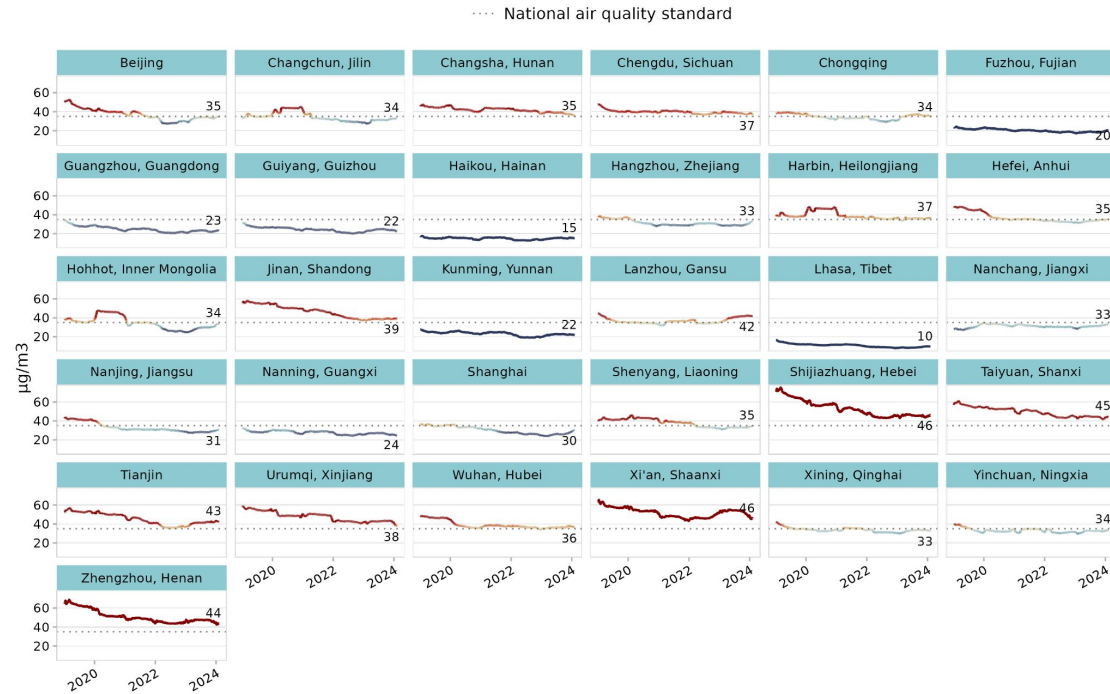 National air quality standard
Beijing Changchun, Jilin Changsha, Hunan Chengdu, Sichuan Chongqing Fuzhou, Fujian
60 40 20
35 34 35 37 34 20
Guangzhou, Guangdong Guiyang, Guizhou Haikou, Hainan Hangzhou, Zhejiang Harbin, Heilongjiang Hefei, Anhui
60 40 20
23 22 15 33 37 35
Hohhot, Inner Mongolia Jinan, Shandong Kunming, Yunnan Lanzhou, Gansu Lhasa, Tibet Nanchang, Jiangxi
60 40 20
34 39 22 42 10 33
µg/m3
Nanjing, Jiangsu Nanning, Guangxi Shanghai Shenyang, Liaoning Shijiazhuang, Hebei Taiyuan, Shanxi
60 40 20
31 24 30 35 46 45
Tianjin Urumqi, Xinjiang Wuhan, Hubei Xi'an, Shaanxi Xining, Qinghai Yinchuan, Ningxia
60 40 20
43 38 36 46 33 34
2020 2022 2024 2020 2022 2024 2020 2022 2024 2020 2022 2024 2020 2022 2024
Zhengzhou, Henan
60 40 20
44
2020 2022 2024